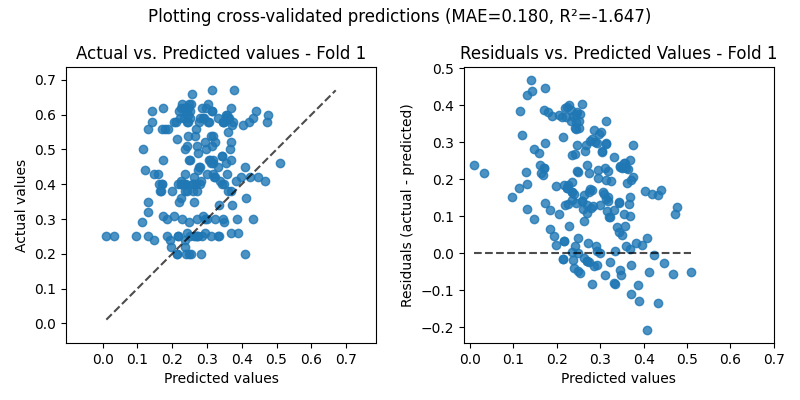 Plotting cross-validated predictions (MAE=0.180, R²=-1.647)
Actual vs. Predicted values - Fold 1
Actual values
0.7
0.6
0.5
0.4
0.3
0.2
0.1
0.0
0.0 0.1 0.2 0.3 0.4 0.5 0.6 0.7
Predicted values
Residuals vs. Predicted Values - Fold 1
Residuals (actual - predicted)
0.5
0.4
0.3
0.2
0.1
0.0
−0.1
−0.2
0.0 0.1 0.2 0.3 0.4 0.5 0.6 0.7
Predicted values